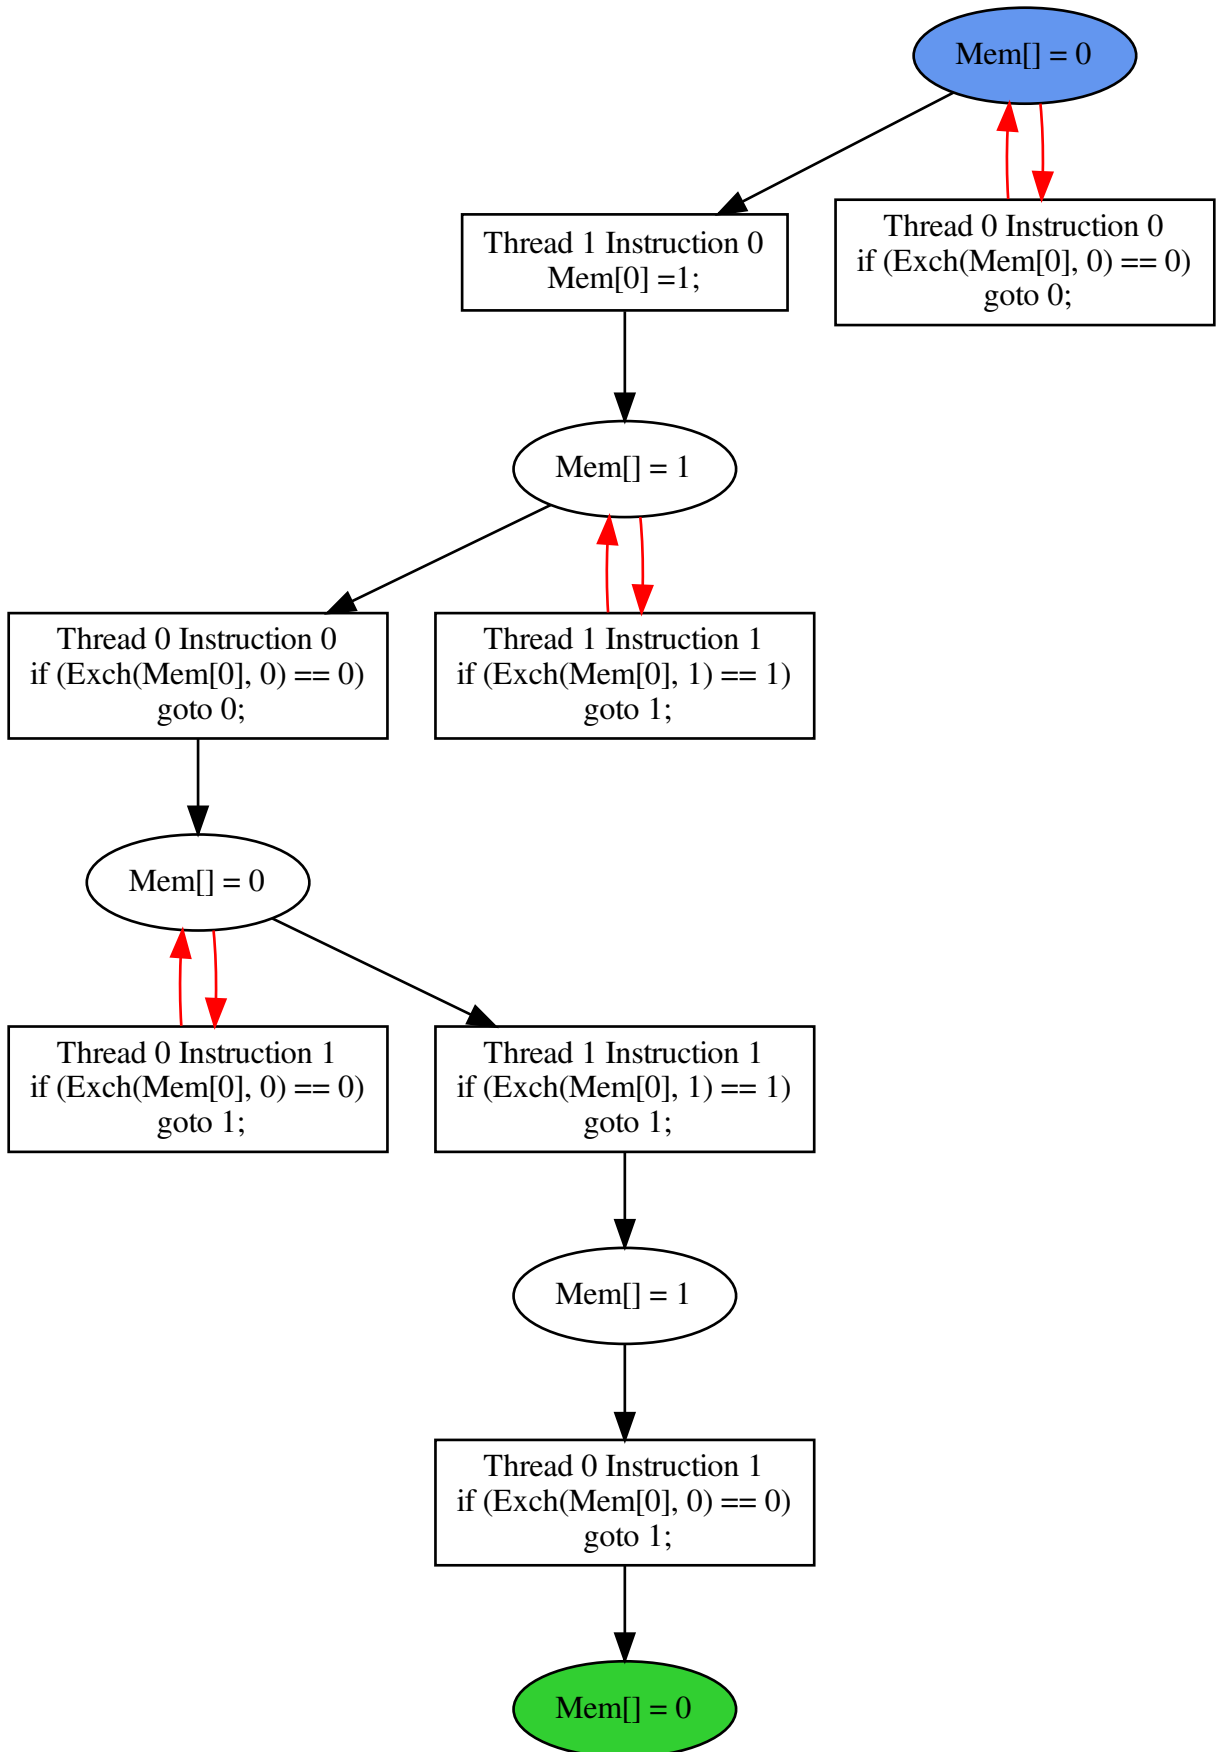 Mem[] = 0
Thread 1 Instruction 0
Mem[0] =1;
Thread 0 Instruction 0
if (Exch(Mem[0], 0) == 0)
goto 0;
Mem[] = 1
Thread 0 Instruction 0
if (Exch(Mem[0], 0) == 0)
goto 0;
Thread 1 Instruction 1
if (Exch(Mem[0], 1) == 1)
goto 1;
Mem[] = 0
Thread 0 Instruction 1
if (Exch(Mem[0], 0) == 0)
goto 1;
Thread 1 Instruction 1
if (Exch(Mem[0], 1) == 1)
goto 1;
Mem[] = 1
Thread 0 Instruction 1
if (Exch(Mem[0], 0) == 0)
goto 1;
Mem[] = 0